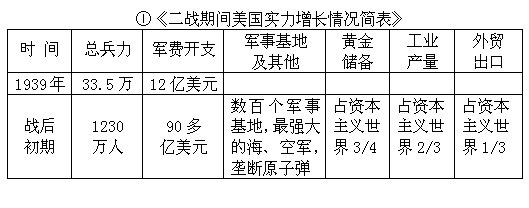 ①《二战期间美国实力增长情况简表》
时 间 总兵力 军费开支 军事基地及其他 黄金储备 工业产量 外贸出口
1939年 33.5万 12亿美元
战后初期 1230万人 90多亿美元 数百个军事基地，最强大的海、空军，垄断原子弹 占资本主义世界3/4 占资本主义世界2/3 占资本主义世界1/3